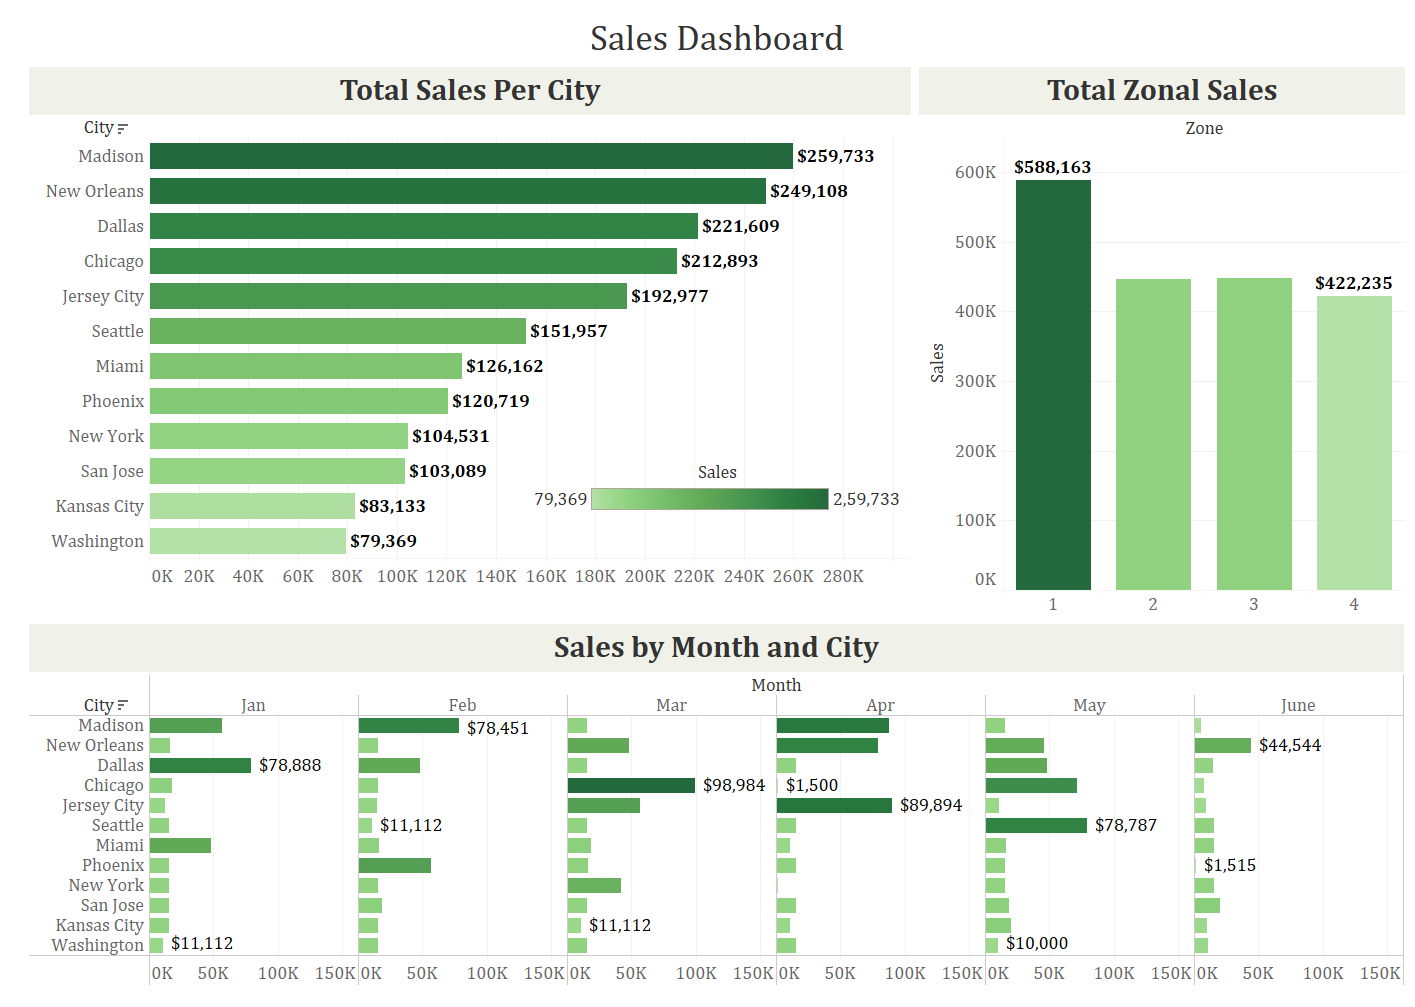 Sales Dashboard
Total Sales Per City
City
Madison $259,733
New Orleans $249,108
Dallas $221,609
Chicago $212,893
Jersey City $192,977
Seattle $151,957
Miami $126,162
Phoenix $120,719
New York $104,531
San Jose $103,089
Kansas City $83,133
Washington $79,369
0K 20K 40K 60K 80K 100K 120K 140K 160K 180K 200K 220K 240K 260K 280K
Sales
79,369 2,59,733
Total Zonal Sales
Zone
Sales
600K
500K
400K
300K
200K
100K
0K
$588,163
$422,235
1 2 3 4
Sales by Month and City
Month
City Jan Feb Mar Apr May June
Madison $78,451
New Orleans $44,544
Dallas $78,888
Chicago $98,984 $1,500
Jersey City $89,894
Seattle $11,112 $78,787
Miami
Phoenix $1,515
New York
San Jose
Kansas City $11,112
Washington $11,112 $10,000
0K 50K 100K 150K 0K 50K 100K 150K 0K 50K 100K 150K 0K 50K 100K 150K 0K 50K 100K 150K 0K 50K 100K 150K